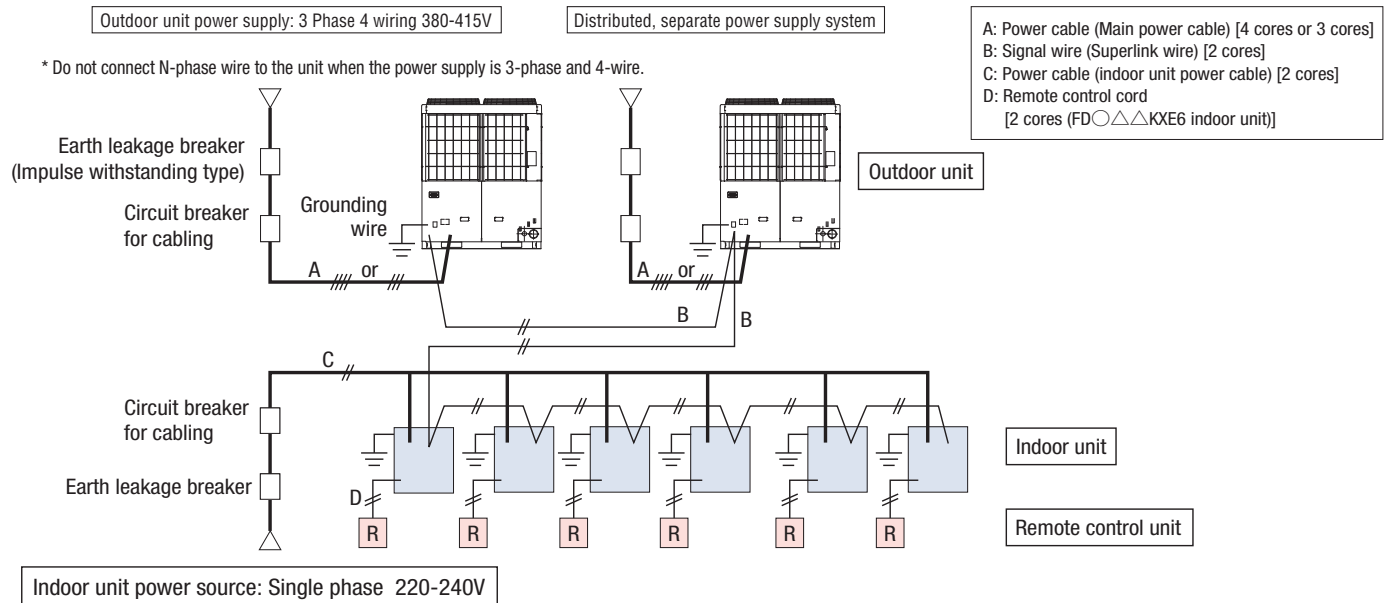 Outdoor unit power supply: 3 Phase 4 wiring 380-415V
Distributed, separate power supply system
A: Power cable (Main power cable) [4 cores or 3 cores]
B: Signal wire (Superlink wire) [2 cores]
C: Power cable (indoor unit power cable) [2 cores]
D: Remote control cord
[2 cores (FD○△△KXE6 indoor unit)]
* Do not connect N-phase wire to the unit when the power supply is 3-phase and 4-wire.
Earth leakage breaker
(Impulse withstanding type)
Circuit breaker
for cabling
Grounding
wire
A or
A or
Outdoor unit
B
B
C
Circuit breaker
for cabling
Earth leakage breaker
D
Indoor unit
R R R R R R
Remote control unit
Indoor unit power source: Single phase 220-240V